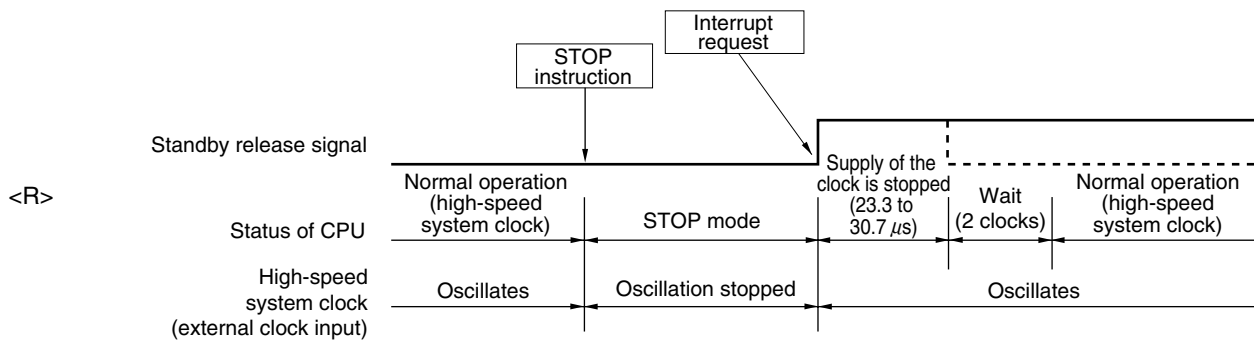 Interrupt
request
STOP
instruction
Standby release signal
<R>
Supply of the
clock is stopped
(23.3 to
30.7 μs)
Normal operation
(high-speed
system clock)
Status of CPU
STOP mode
Wait
(2 clocks)
Normal operation
(high-speed
system clock)
High-speed
system clock
(external clock input)
Oscillates
Oscillation stopped
Oscillates